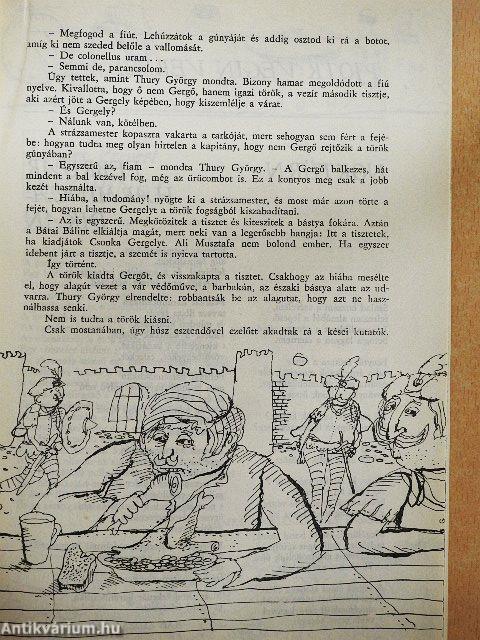 – Megfogod a fiút. Lehúzzátok a gúnyáját és addig osztod ki rá a botot,
amíg ki nem szeded belőle a vallomását.
– De colonellus uram...
– Semmi de, parancsolom.
Úgy tettek, amint Thury György mondta. Bizony hamar megoldódott a fiú
nyelve. Kivallotta, hogy ő nem Gergő, hanem igazi török, a vezír második tisztje,
aki azért jött a Gergely képében, hogy kiszemlélje a várat.
– És Gergely?
– Nálunk van, kötélben.
A strázsamester kopaszra vakarta a tarkóját, mert sehogyan sem fért a fejé-
be: hogyan tudta meg olyan hirtelen a kapitány, hogy nem Gergő rejtőzik a török
gúnyában?
– Egyszerű az, fiam – mondta Thury György. – A Gergő balkezes, hát
mindent a bal kezével fog, még az ürücombot is. Ez a kontyos meg csak a jobb
kezét használta.
– Hiába, a tudomány! nyögte ki a strázsamester, és most már azon törte a
fejét, hogyan lehetne Gergelyt a török fogságból kiszabadítani.
– Az is egyszerű. Megkötözitek a tisztet és kiteszitek a bástya fokára. Aztán
a Bátai Bálint elkiáltja magát, mert neki van a legerősebb hangja: Itt a tisztetek,
ha kiadjátok Csonka Gergelyt. Ali Musztafa nem bolond ember. Ha egyszer
idebent járt a tisztje, a szemét is nyitva tartotta.
Így történt.
A török kiadta Gergőt, és visszakapta a tisztet. Csakhogy az hiába mesélte
el, hogy alagút vezet a vár védőműve, a barbakán, az északi bástya alatt az ud-
varra. Thury György elrendelte: robbantsák be az alagutat, hogy azt ne hasz-
nálhassa senki.
Nem is tudta a török kiásni.
Csak mostanában, úgy húsz esztendővel ezelőtt akadtak rá a kései kutatók.
Antikvárium.hu